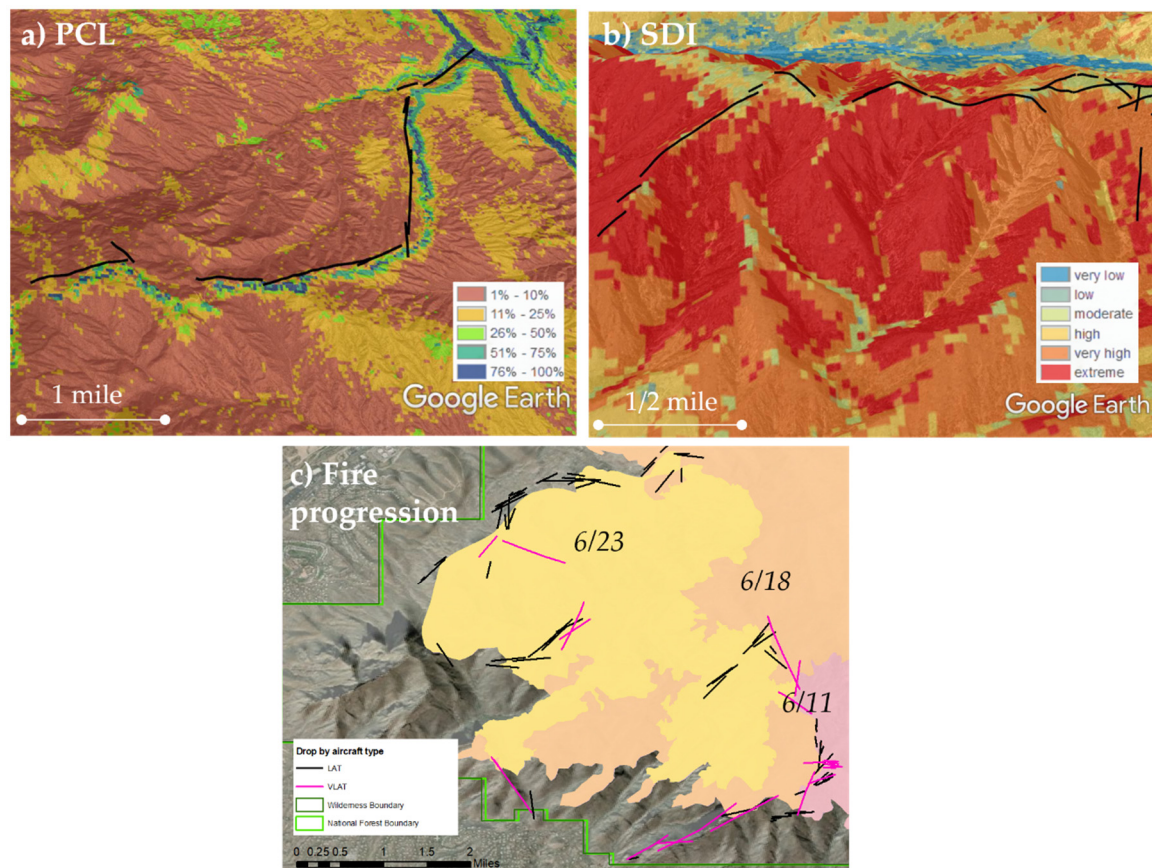 a) PCL
1% - 10%
11% - 25%
26% - 50%
51% - 75%
76% - 100%
1 mile
Google Earth
b) SDI
very low
low
moderate
high
very high
extreme
1/2 mile
Google Earth
c) Fire
progression
6/23
6/18
6/11
Drop by aircraft type
LAT
VLAT
Wilderness Boundary
National Forest Boundary
0 0.25 0.5 1 1.5 2
Miles